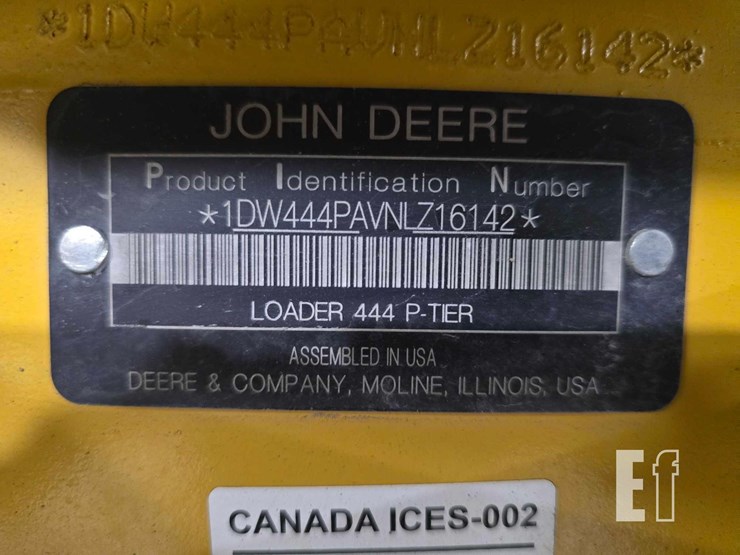 *1DW444PAVNLZ16142*
JOHN DEERE
Product Identification Number
*1DW444PAVNLZ16142*
LOADER 444 P-TIER
ASSEMBLED IN USA
DEERE & COMPANY, MOLINE, ILLINOIS, USA
Ef
CANADA ICES-002